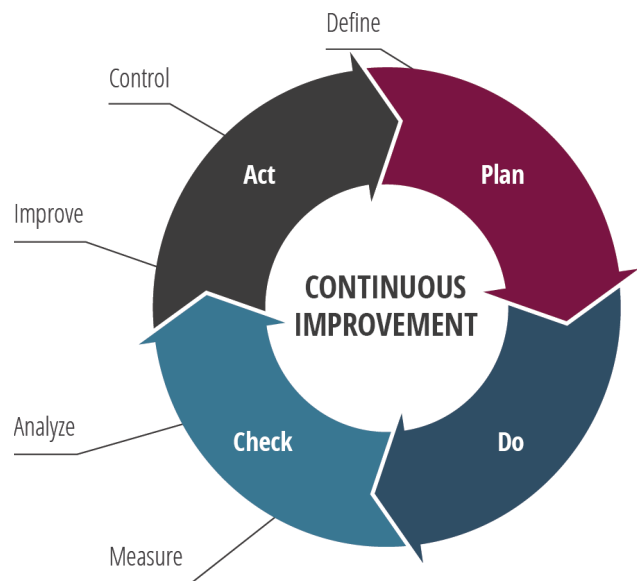 Define
Control
Act
Plan
Improve
CONTINUOUS
IMPROVEMENT
Analyze
Check
Do
Measure